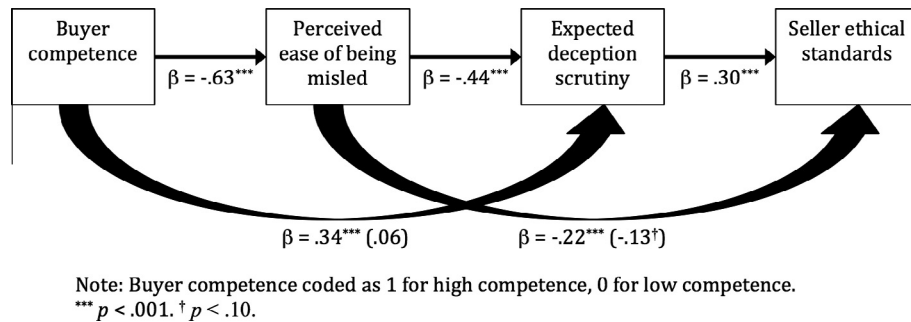 Buyer
competence
Perceived
ease of being
misled
Expected
deception
scrutiny
Seller ethical
standards
β = -.63***
β = -.44***
β = .30***
β = .34*** (.06)
β = -.22*** (-.13†)
Note: Buyer competence coded as 1 for high competence, 0 for low competence.
*** p < .001. † p < .10.